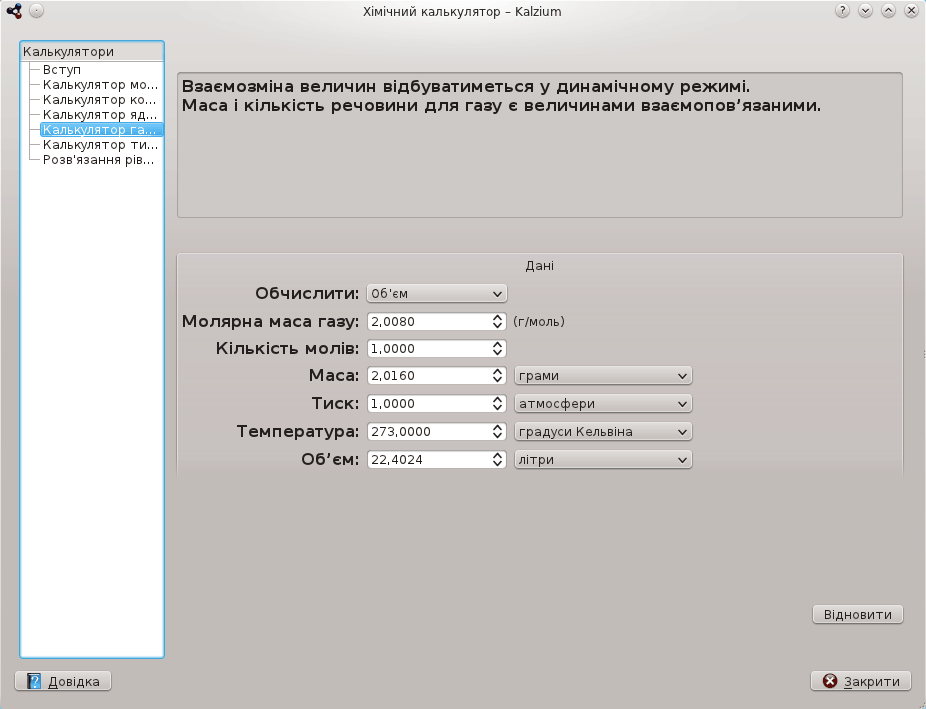 Хімічний калькулятор – Kalzium
Калькулятори
Вступ
Калькулятор мо...
Калькулятор ко...
Калькулятор яд...
Калькулятор га...
Калькулятор ти...
Розв'язання рів...
Взаємозміна величин відбуватиметься у динамічному режимі.
Маса і кількість речовини для газу є величинами взаємопов’язаними.
Дані
Обчислити: Об'єм
Молярна маса газу: 2,0080 (г/моль)
Кількість молів: 1,0000
Маса: 2,0160 грами
Тиск: 1,0000 атмосфери
Температура: 273,0000 градуси Кельвіна
Об’єм: 22,4024 літри
Відновити
Довідка
Закрити